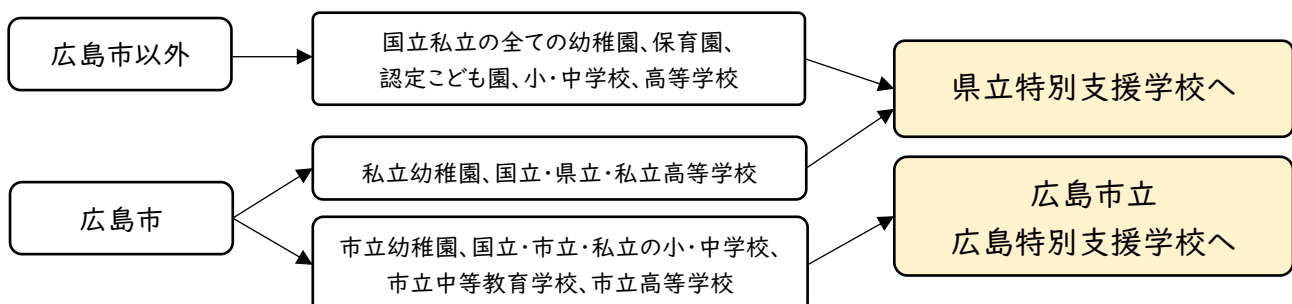 広島市以外
国立私立の全ての幼稚園、保育園、
認定こども園、小・中学校、高等学校
県立特別支援学校へ
私立幼稚園、国立・県立・私立高等学校
広島市
市立幼稚園、国立・市立・私立の小・中学校、
市立中等教育学校、市立高等学校
広島市立
広島特別支援学校へ